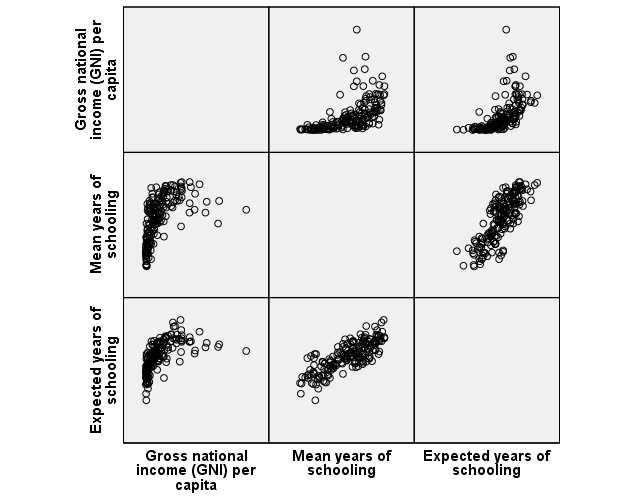 Gross national
income (GNI) per
capita
Mean years of
schooling
Expected years of
schooling
Gross national
income (GNI) per
capita
Mean years of
schooling
Expected years of
schooling